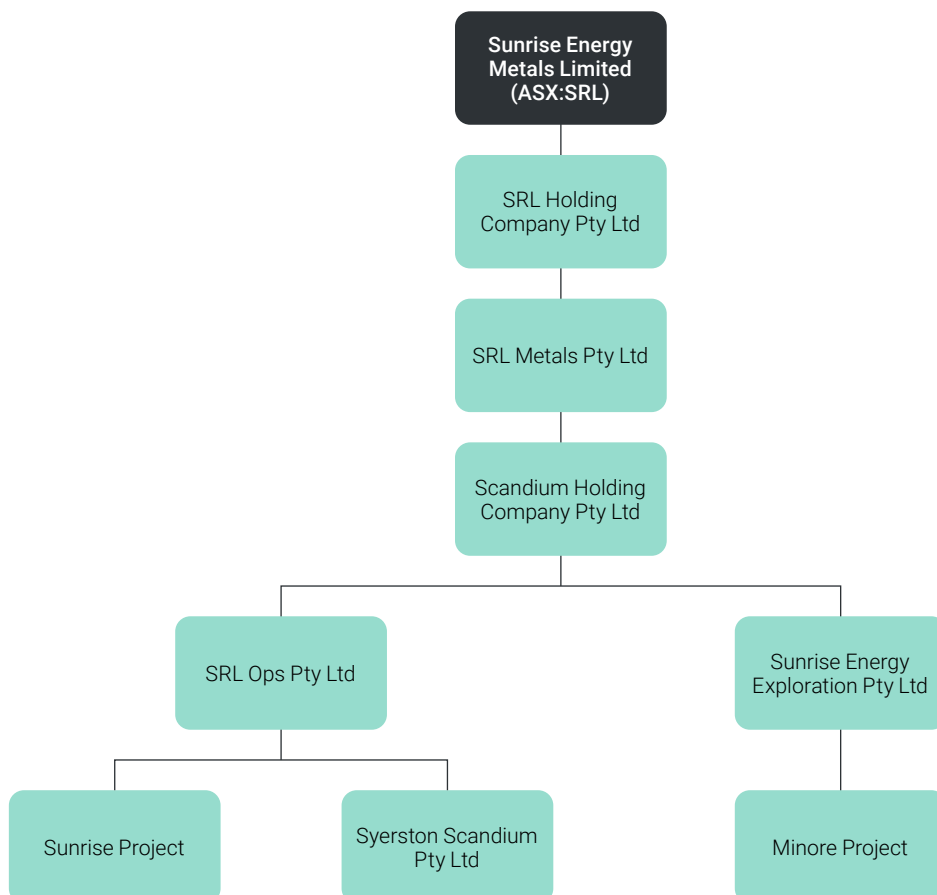 Sunrise Energy
Metals Limited
(ASX:SRL)
SRL Holding
Company Pty Ltd
SRL Metals Pty Ltd
Scandium Holding
Company Pty Ltd
SRL Ops Pty Ltd
Sunrise Energy
Exploration Pty Ltd
Sunrise Project
Syerston Scandium
Pty Ltd
Minore Project